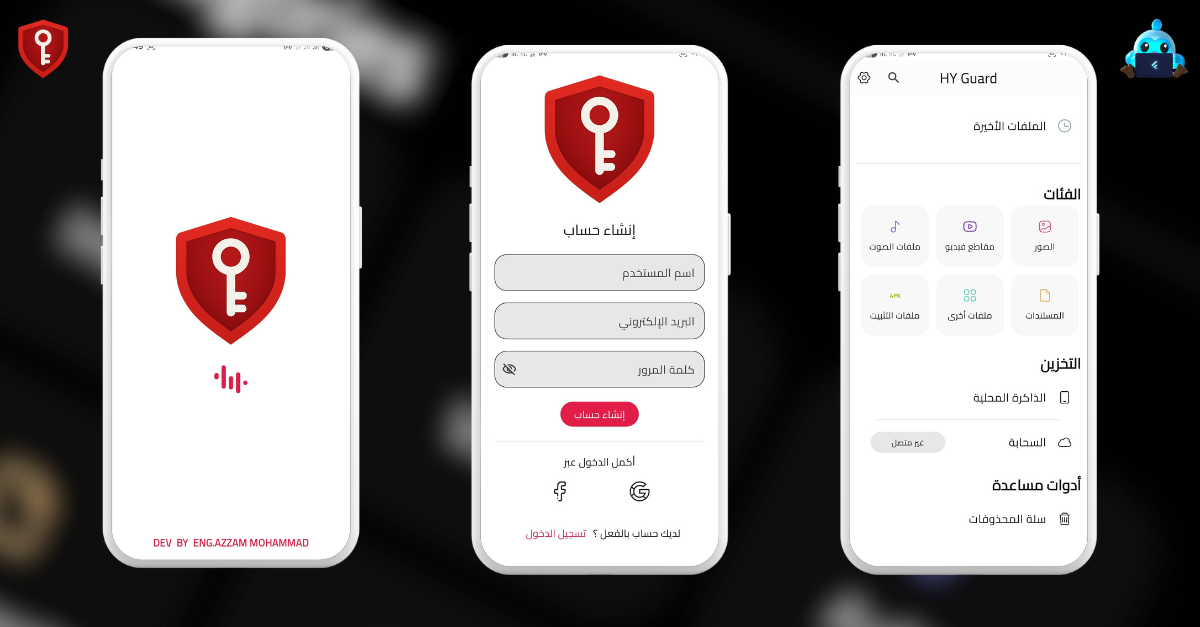 DEV BY ENG.AZZAM MOHAMMAD
إنشاء حساب
اسم المستخدم
البريد الإلكتروني
كلمة المرور
إنشاء حساب
أكمل الدخول عبر
لديك حساب بالفعل ؟ تسجيل الدخول
HY Guard
الملفات الأخيرة
الفئات
الصور
مقاطع فيديو
ملفات الصوت
APK
المستندات
ملفات أخرى
ملفات التثبيت
التخزين
الذاكرة المحلية
السحابة
غير متصل
أدوات مساعدة
سلة المحذوفات